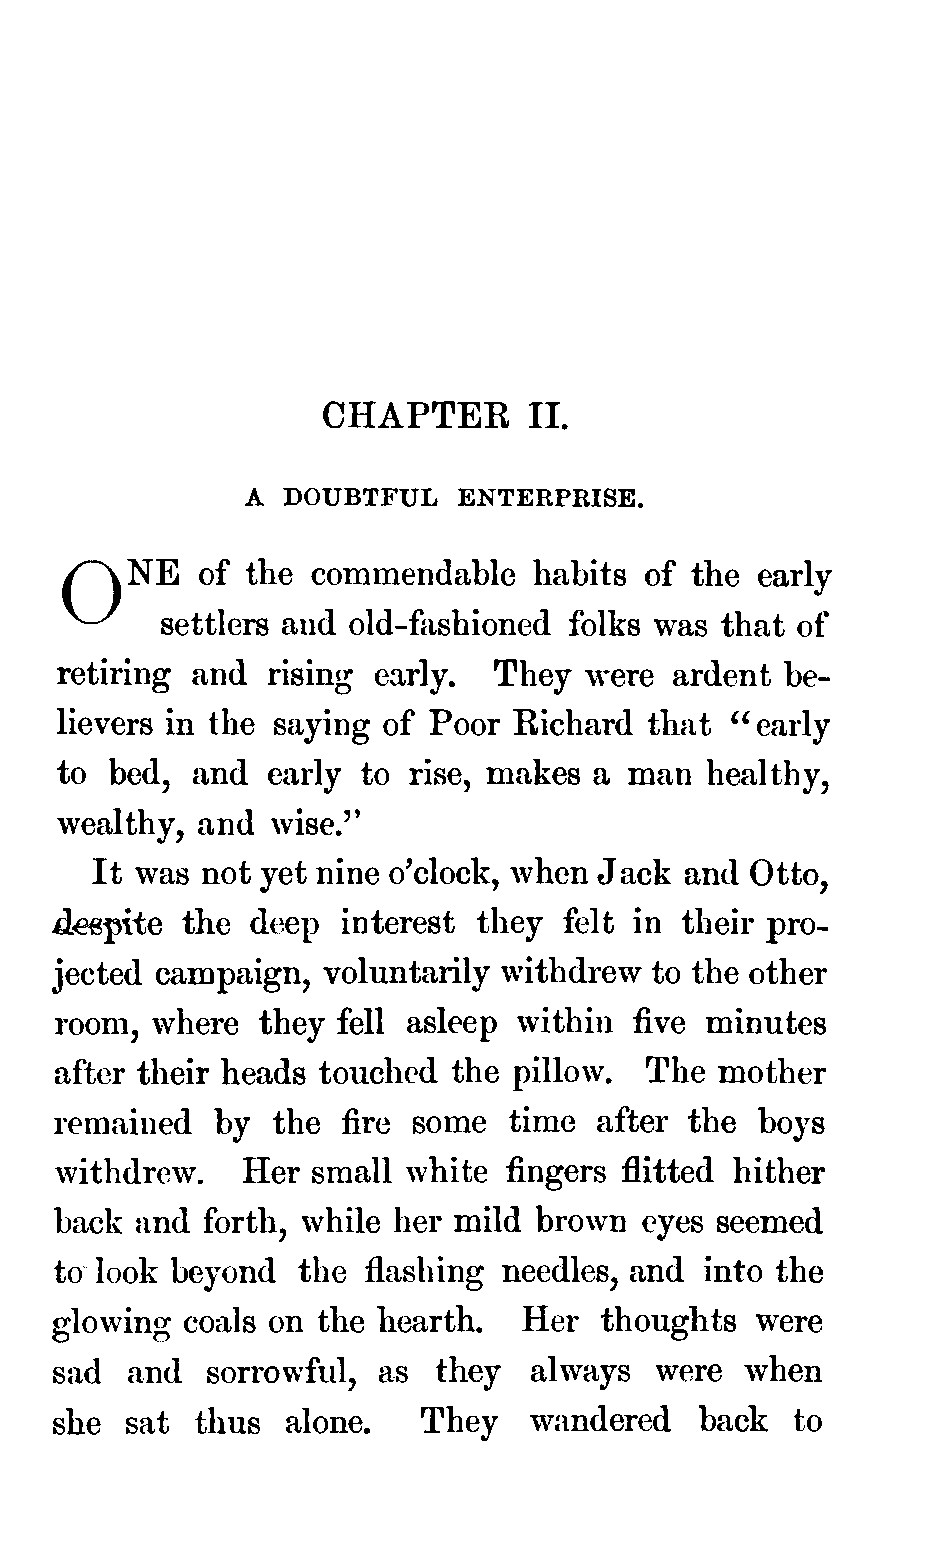 CHAPTER II.
A DOUBTFUL ENTERPRISE.
ONE of the commendable habits of the early
settlers and old-fashioned folks was that of
retiring and rising early. They were ardent be-
lievers in the saying of Poor Richard that "early
to bed, and early to rise, makes a man healthy,
wealthy, and wise."
It was not yet nine o'clock, when Jack and Otto,
despite the deep interest they felt in their pro-
jected campaign, voluntarily withdrew to the other
room, where they fell asleep within five minutes
after their heads touched the pillow. The mother
remained by the fire some time after the boys
withdrew. Her small white fingers flitted hither
back and forth, while her mild brown eyes seemed
to look beyond the flashing needles, and into the
glowing coals on the hearth. Her thoughts were
sad and sorrowful, as they always were when
she sat thus alone. They wandered back to